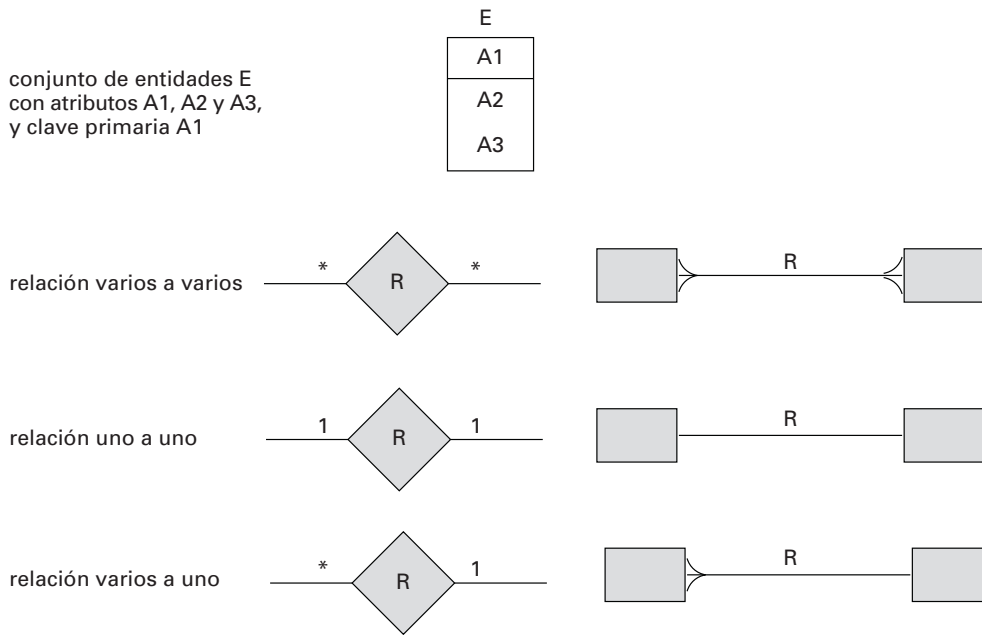 E
conjunto de entidades E
con atributos A1, A2 y A3,
y clave primaria A1
A1
A2
A3
relación varios a varios
* R *
R
relación uno a uno
1 R 1
R
relación varios a uno
* R 1
R